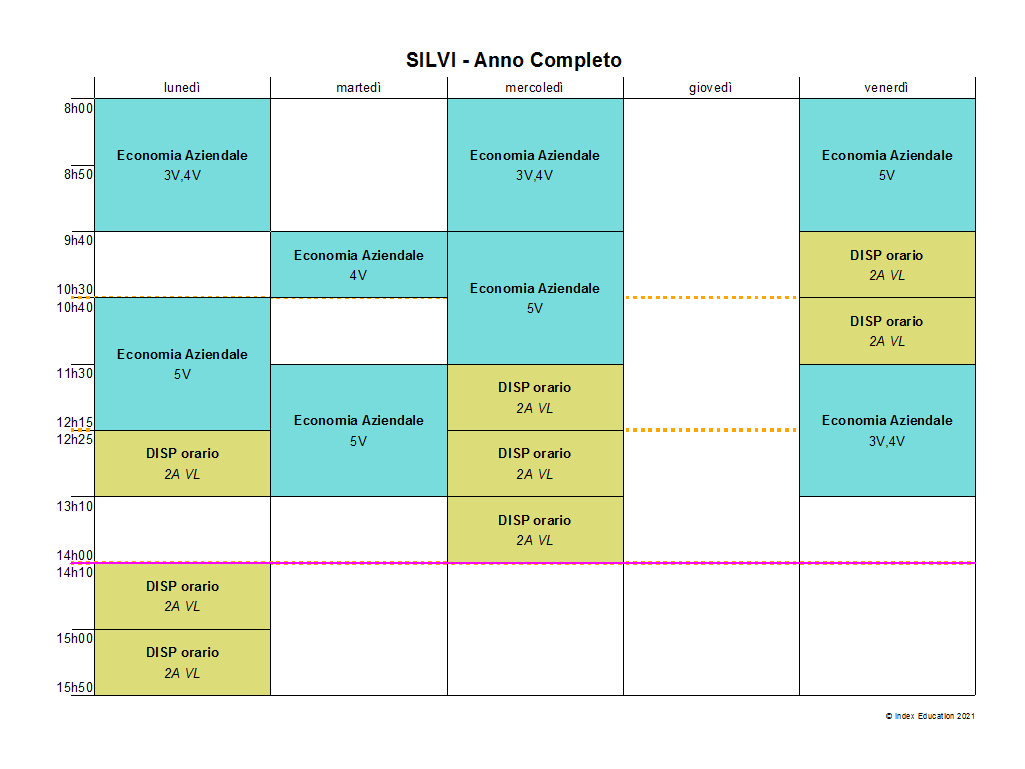 SILVI - Anno Completo
lunedì martedì mercoledì giovedì venerdì
8h00
8h50
9h40
10h30
10h40
11h30
12h15
12h25
13h10
14h00
14h10
15h00
15h50
Economia Aziendale
3V,4V
Economia Aziendale
5V
DISP orario
2A VL
DISP orario
2A VL
DISP orario
2A VL
Economia Aziendale
4V
Economia Aziendale
5V
Economia Aziendale
3V,4V
Economia Aziendale
5V
DISP orario
2A VL
DISP orario
2A VL
DISP orario
2A VL
Economia Aziendale
5V
DISP orario
2A VL
DISP orario
2A VL
Economia Aziendale
3V,4V
© Index Education 2021